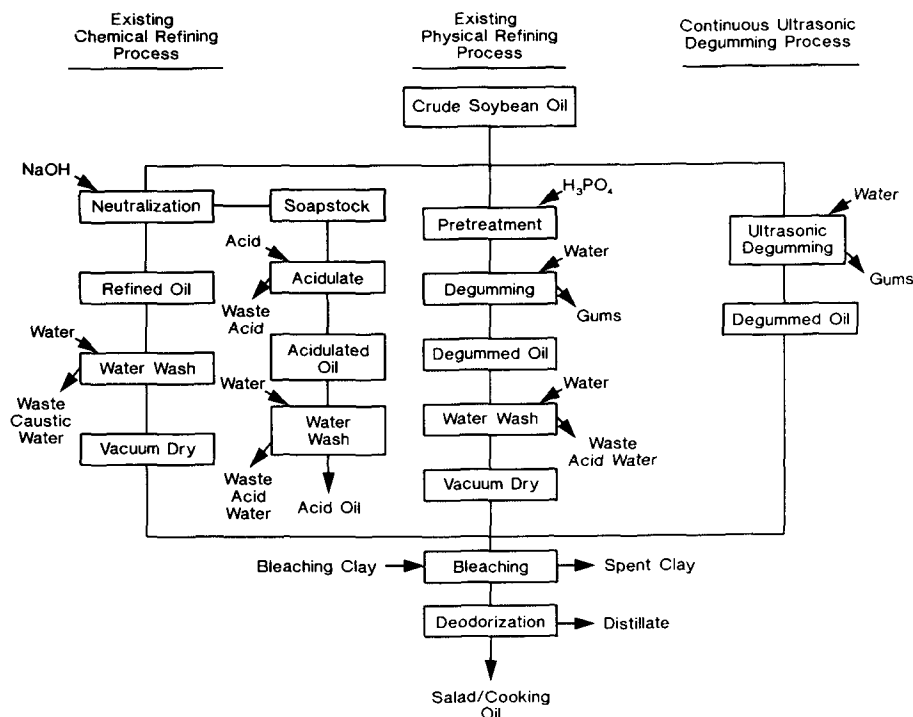 Existing
Chemical Refining
Process
Existing
Physical Refining
Process
Continuous Ultrasonic
Degumming Process
Crude Soybean Oil
NaOH
Neutralization
Soapstock
Acid
Acidulate
Waste
Acid
Refined Oil
Water
Water Wash
Waste
Caustic
Water
Vacuum Dry
Acidulated
Oil
Water
Water
Wash
Waste
Acid
Water
Acid Oil
H₃PO₄
Pretreatment
Water
Degumming
Gums
Degummed Oil
Water
Water Wash
Waste
Acid Water
Vacuum Dry
Water
Ultrasonic
Degumming
Gums
Degummed Oil
Bleaching Clay
Bleaching
Spent Clay
Deodorization
Distillate
Salad/Cooking
Oil